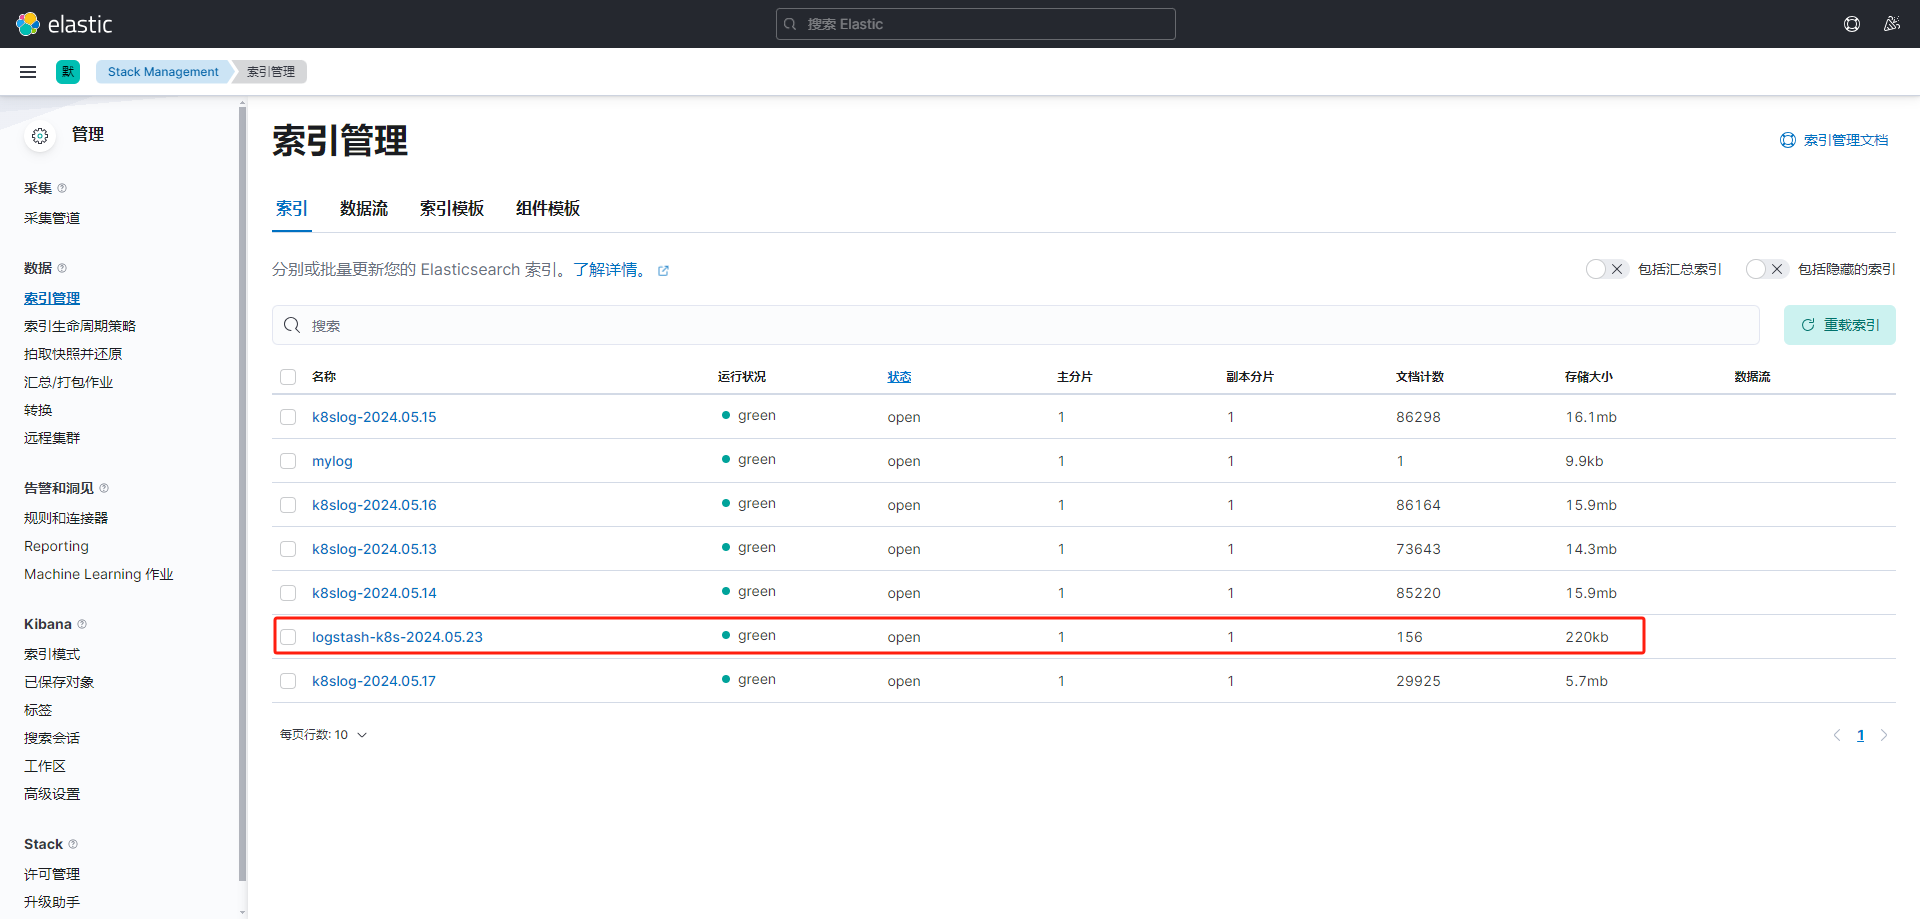 elastic
搜索 Elastic
默
Stack Management
索引管理
管理
采集
采集管道
数据
索引管理
索引生命周期策略
拍取快照并还原
汇总/打包作业
转换
远程集群
告警和洞见
规则和连接器
Reporting
Machine Learning 作业
Kibana
索引模式
已保存对象
标签
搜索会话
工作区
高级设置
Stack
许可管理
升级助手
索引管理
索引管理文档
索引 数据流 索引模板 组件模板
分别或批量更新您的 Elasticsearch 索引。了解详情。
包括汇总索引 包括隐藏的索引
搜索
重载索引
名称 运行状况 状态 主分片 副本分片 文档计数 存储大小 数据流
k8slog-2024.05.15 green open 1 1 86298 16.1mb
mylog green open 1 1 1 9.9kb
k8slog-2024.05.16 green open 1 1 86164 15.9mb
k8slog-2024.05.13 green open 1 1 73643 14.3mb
k8slog-2024.05.14 green open 1 1 85220 15.9mb
logstash-k8s-2024.05.23 green open 1 1 156 220kb
k8slog-2024.05.17 green open 1 1 29925 5.7mb
每页行数: 10
1